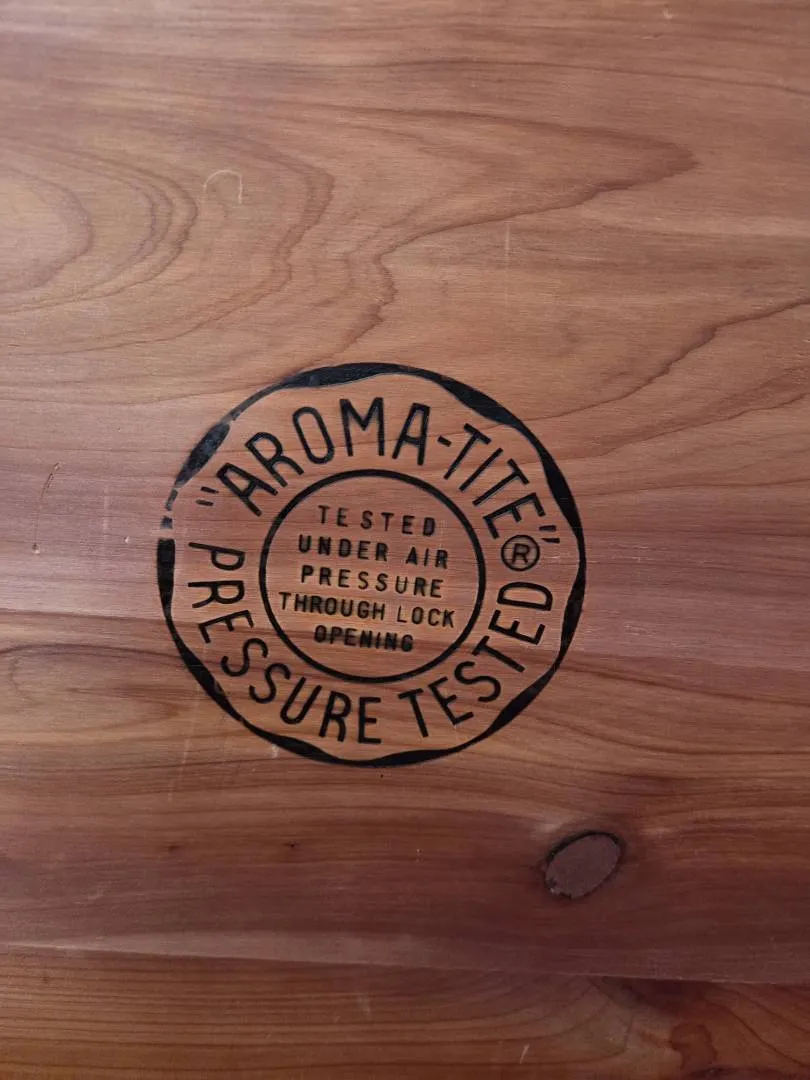 "AROMA-TITE"®
TESTED
UNDER AIR
PRESSURE
THROUGH LOCK
OPENING
PRESSURE TESTED